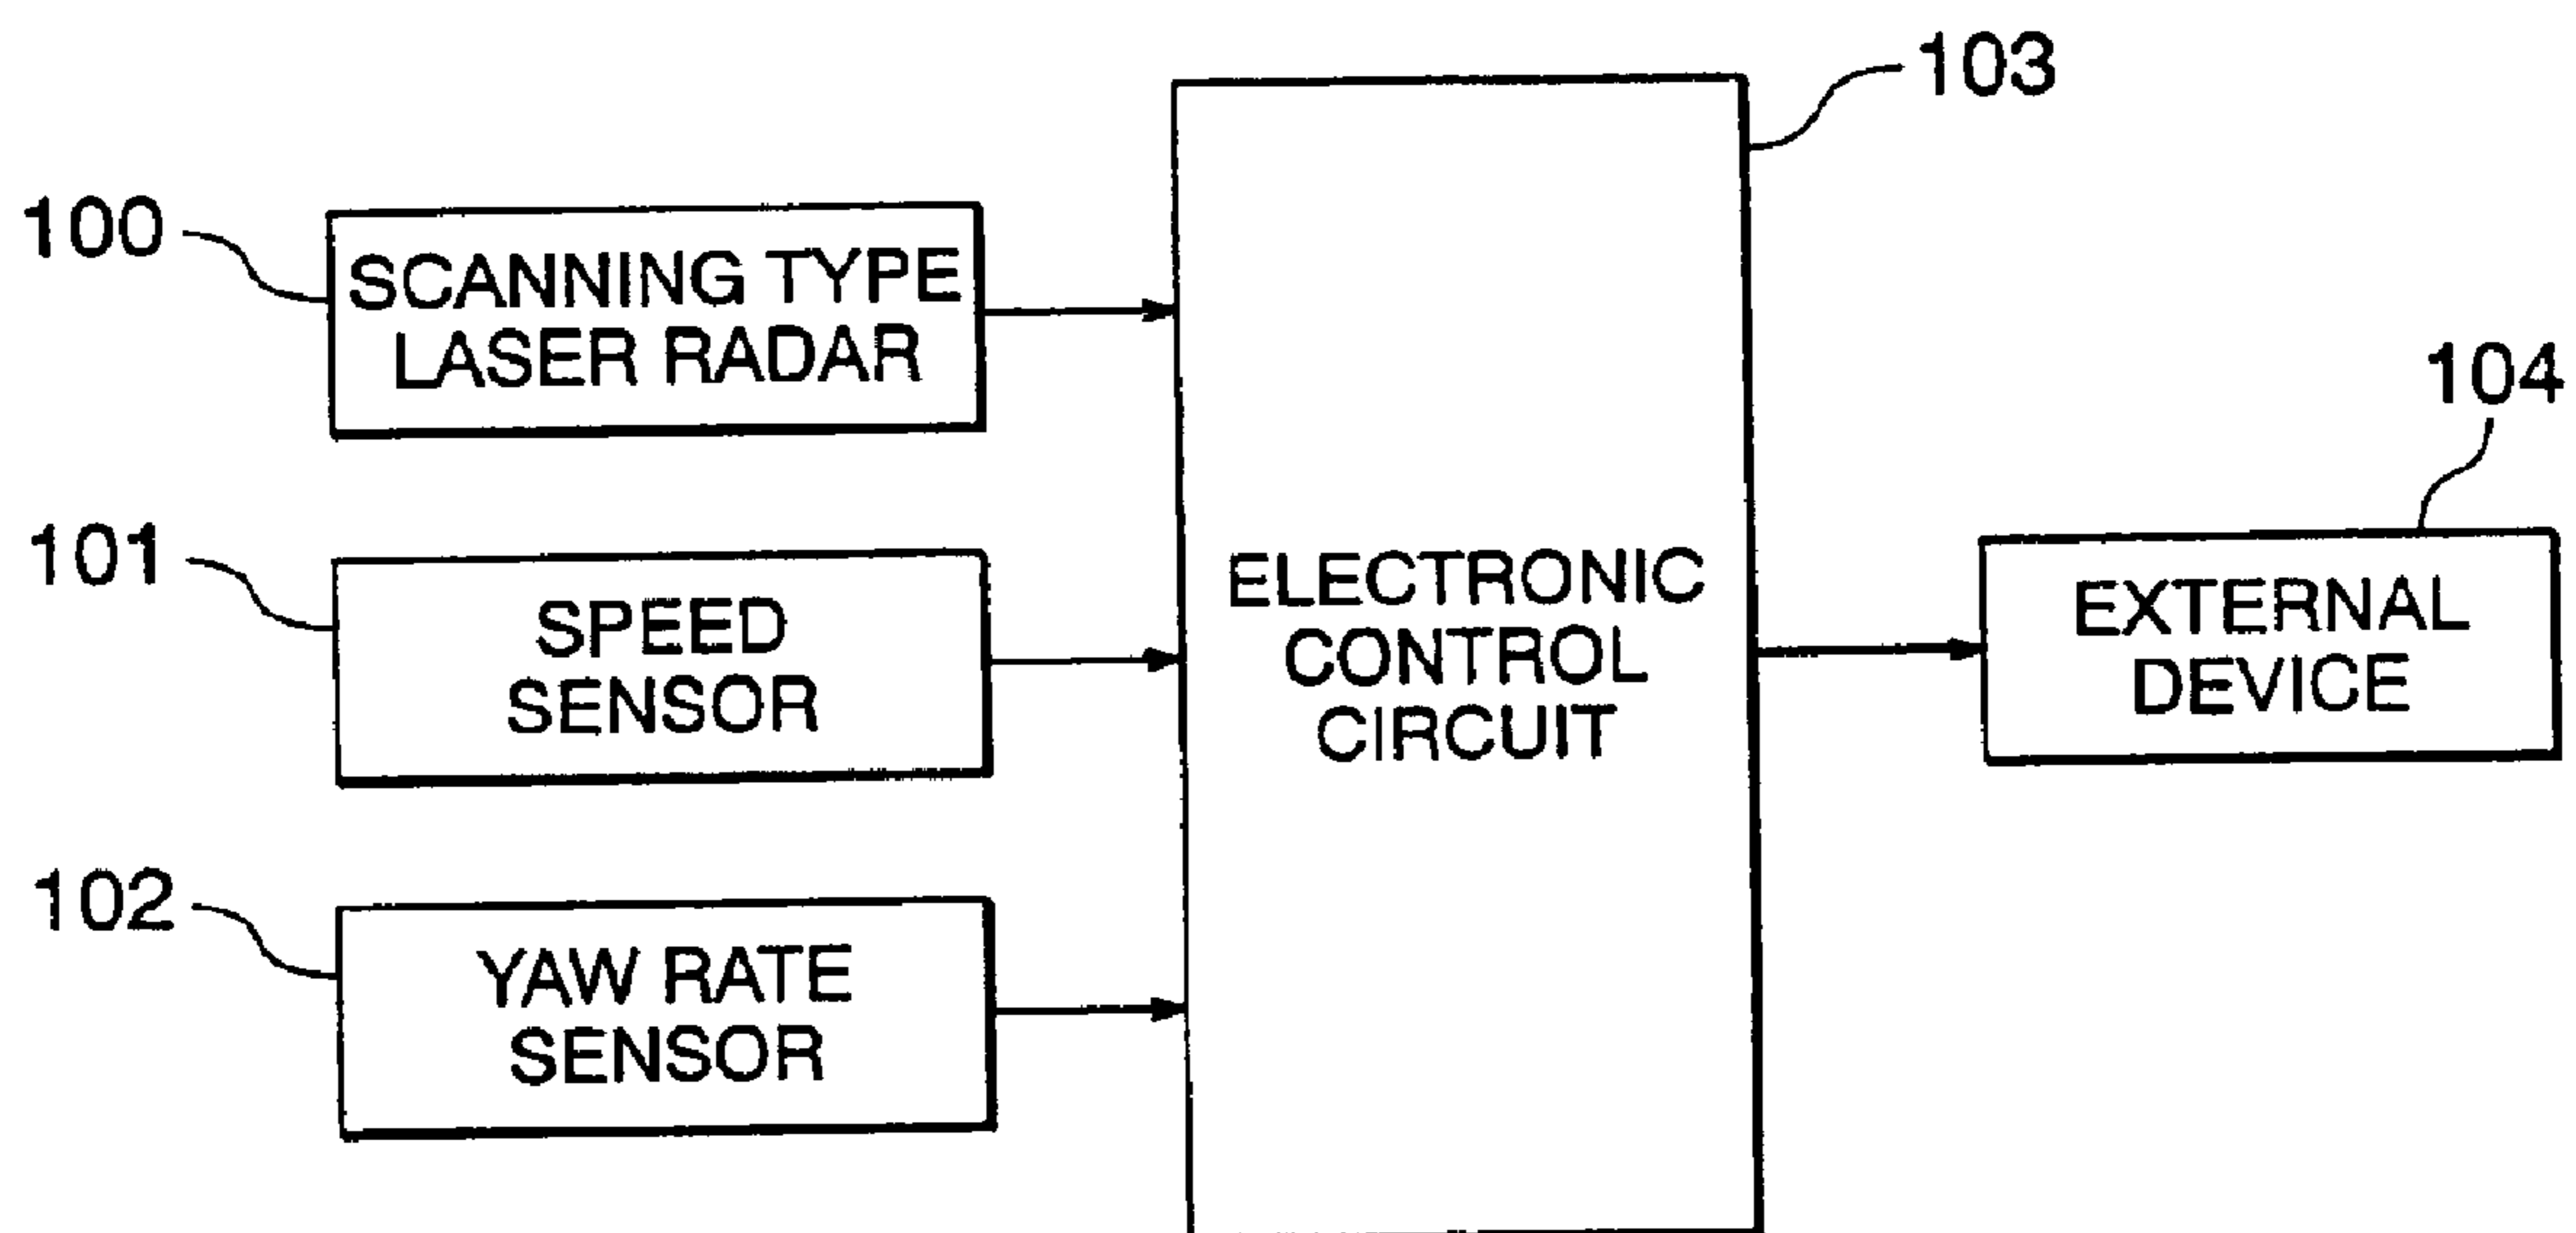 103
100
SCANNING TYPE
LASER RADAR
104
101
SPEED
SENSOR
ELECTRONIC
CONTROL
CIRCUIT
EXTERNAL
DEVICE
102
YAW RATE
SENSOR